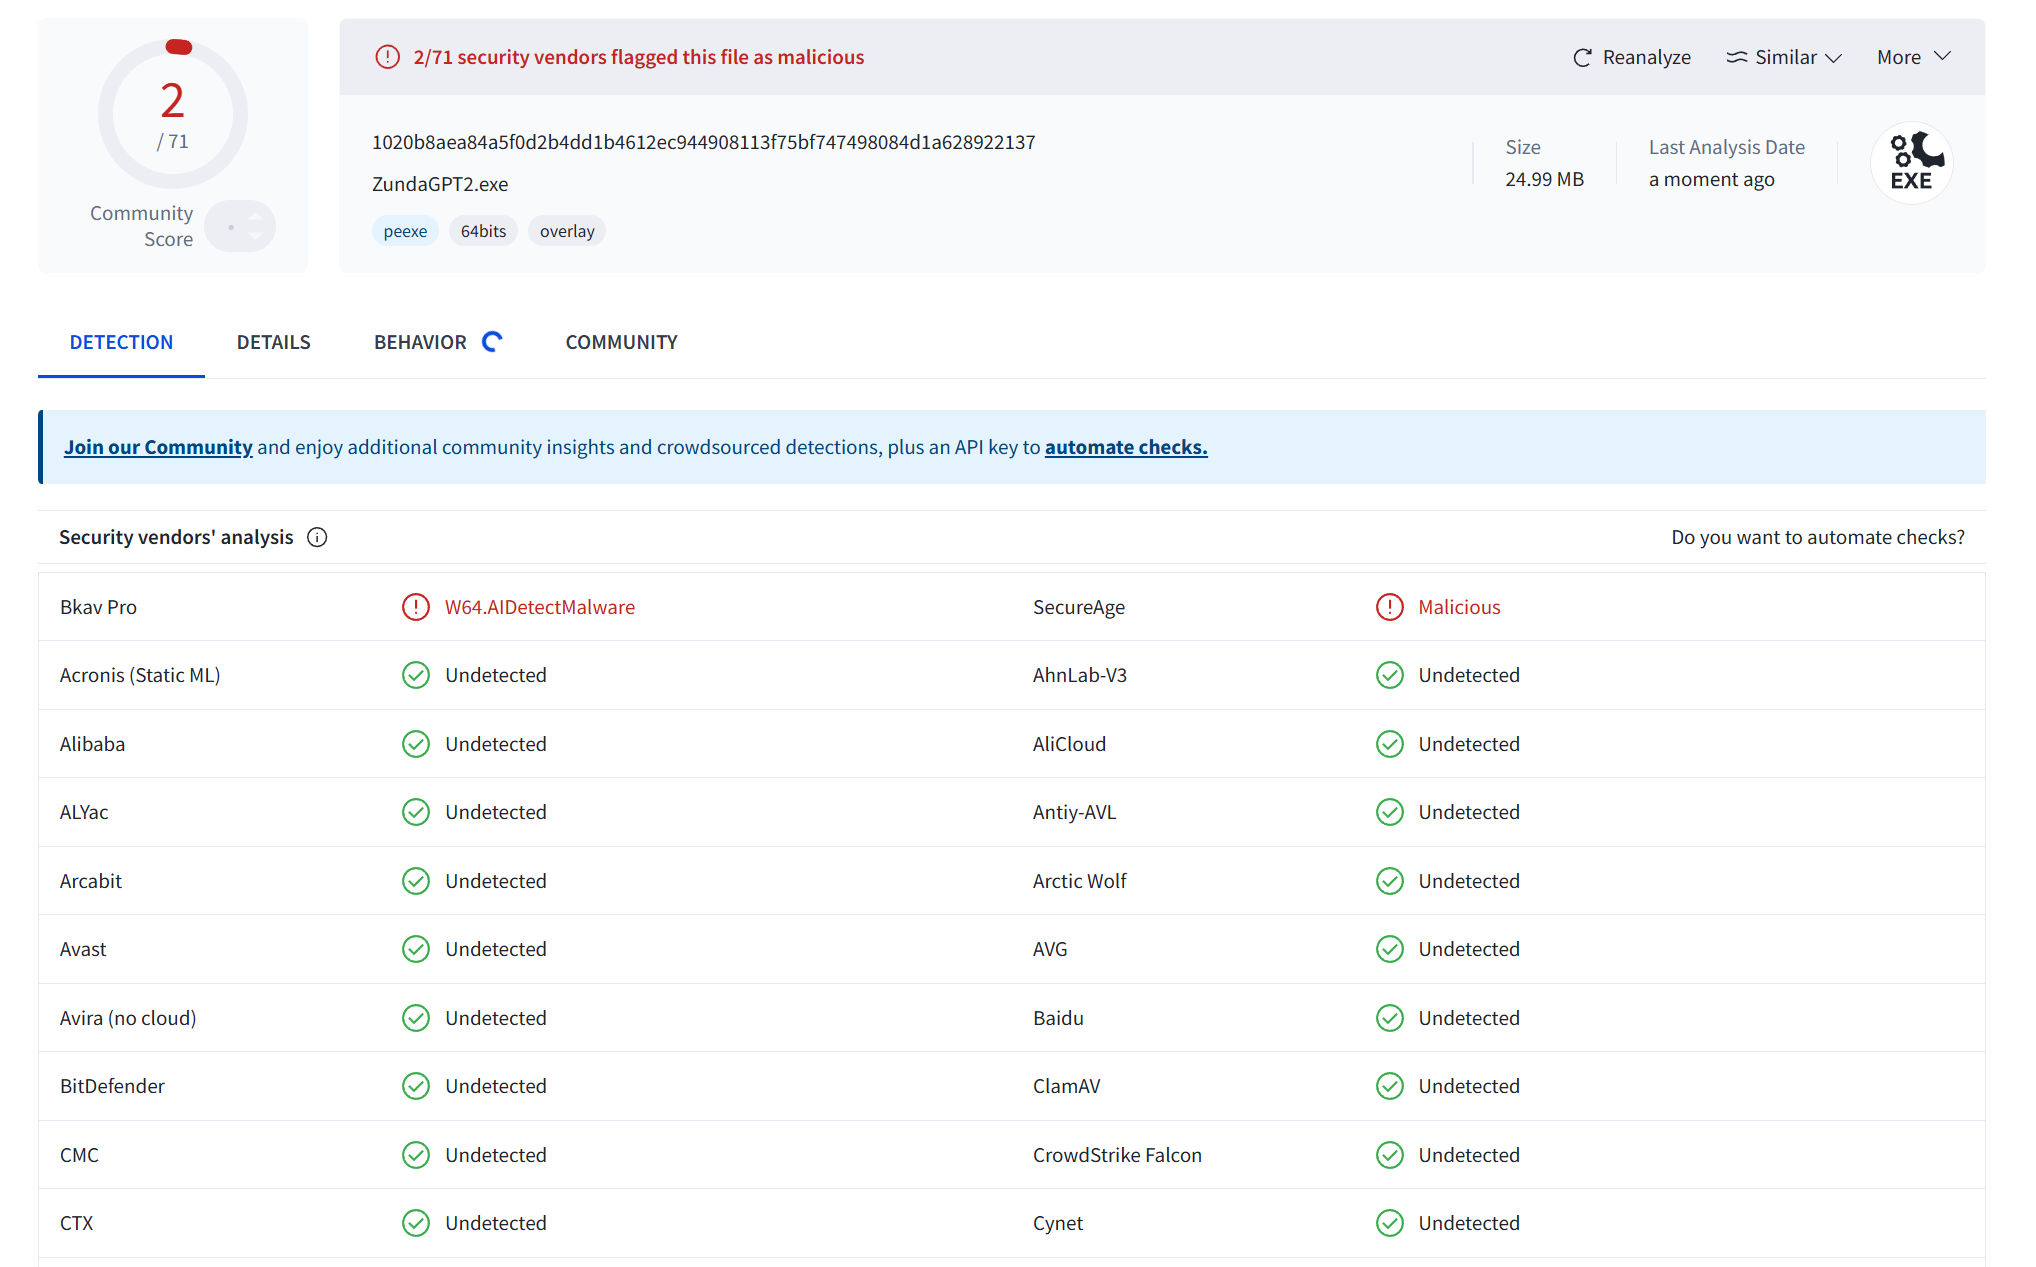 2
/ 71
Community Score
2/71 security vendors flagged this file as malicious
Reanalyze
Similar
More
1020b8aea84a5f0d2b4dd1b4612ec944908113f75bf747498084d1a628922137
ZundaGPT2.exe
peexe 64bits overlay
Size
24.99 MB
Last Analysis Date
a moment ago
EXE
DETECTION DETAILS BEHAVIOR COMMUNITY
Join our Community and enjoy additional community insights and crowdsourced detections, plus an API key to automate checks.
Security vendors' analysis
Do you want to automate checks?
Bkav Pro W64.AIDetectMalware SecureAge Malicious
Acronis (Static ML) Undetected AhnLab-V3 Undetected
Alibaba Undetected AliCloud Undetected
ALYac Undetected Antiy-AVL Undetected
Arcabit Undetected Arctic Wolf Undetected
Avast Undetected AVG Undetected
Avira (no cloud) Undetected Baidu Undetected
BitDefender Undetected ClamAV Undetected
CMC Undetected CrowdStrike Falcon Undetected
CTX Undetected Cynet Undetected